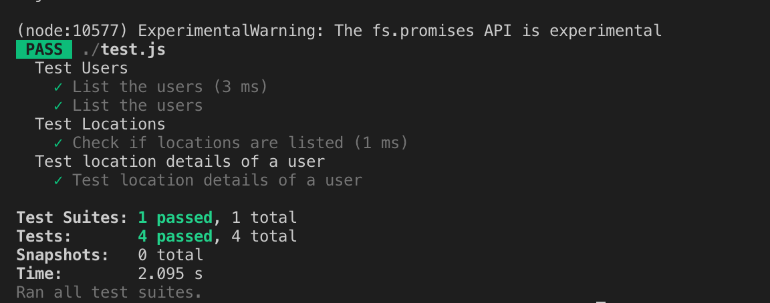 (node:10577) ExperimentalWarning: The fs.promises API is experimental
PASS ./test.js
Test Users
✓ List the users (3 ms)
✓ List the users
Test Locations
✓ Check if locations are listed (1 ms)
Test location details of a user
✓ Test location details of a user
Test Suites: 1 passed, 1 total
Tests: 4 passed, 4 total
Snapshots: 0 total
Time: 2.095 s
Ran all test suites.